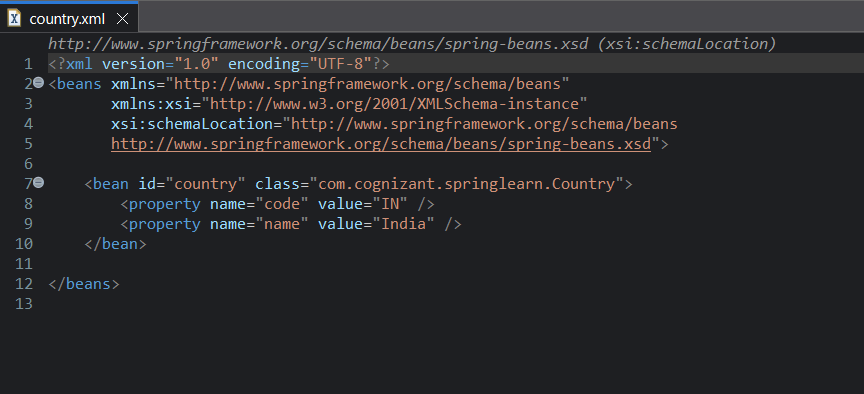 country.xml
http://www.springframework.org/schema/beans/spring-beans.xsd (xsi:schemaLocation)
1 <?xml version="1.0" encoding="UTF-8"?>
2 <beans xmlns="http://www.springframework.org/schema/beans"
3        xmlns:xsi="http://www.w3.org/2001/XMLSchema-instance"
4        xsi:schemaLocation="http://www.springframework.org/schema/beans
5        http://www.springframework.org/schema/beans/spring-beans.xsd">
6
7     <bean id="country" class="com.cognizant.springlearn.Country">
8         <property name="code" value="IN" />
9         <property name="name" value="India" />
10     </bean>
11
12 </beans>
13